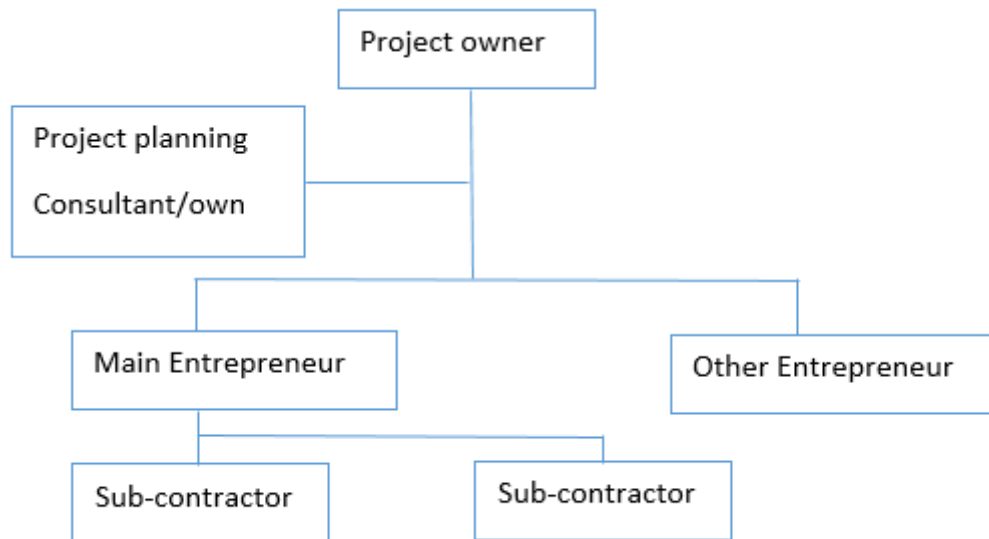 Project owner
Project planning
Consultant/own
Main Entrepreneur
Other Entrepreneur
Sub-contractor
Sub-contractor